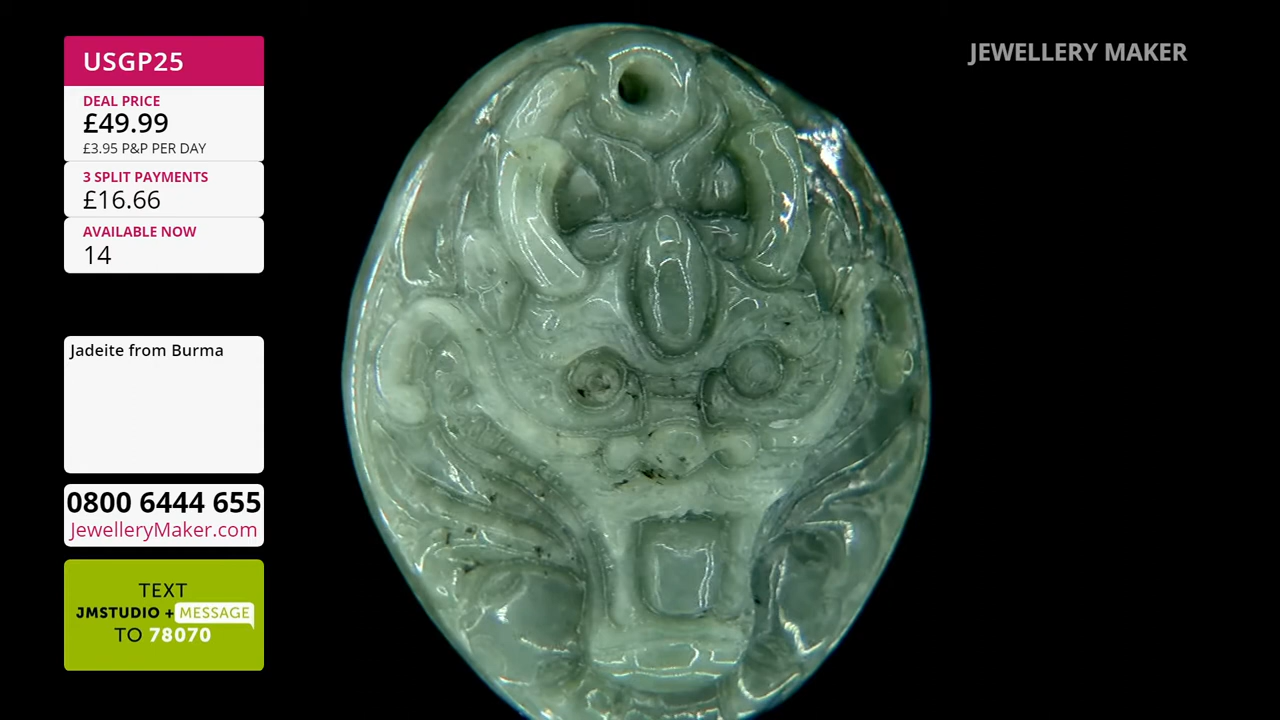 USGP25
DEAL PRICE
£49.99
£3.95 P&P PER DAY
3 SPLIT PAYMENTS
£16.66
AVAILABLE NOW
14
Jadeite from Burma
0800 6444 655
JewelleryMaker.com
TEXT
JMSTUDIO + MESSAGE
TO 78070
JEWELLERY MAKER